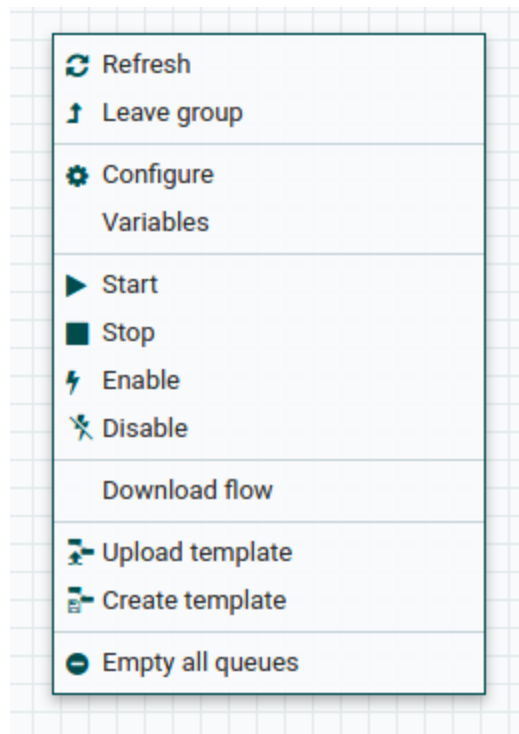 Refresh
Leave group
Configure
Variables
Start
Stop
Enable
Disable
Download flow
Upload template
Create template
Empty all queues